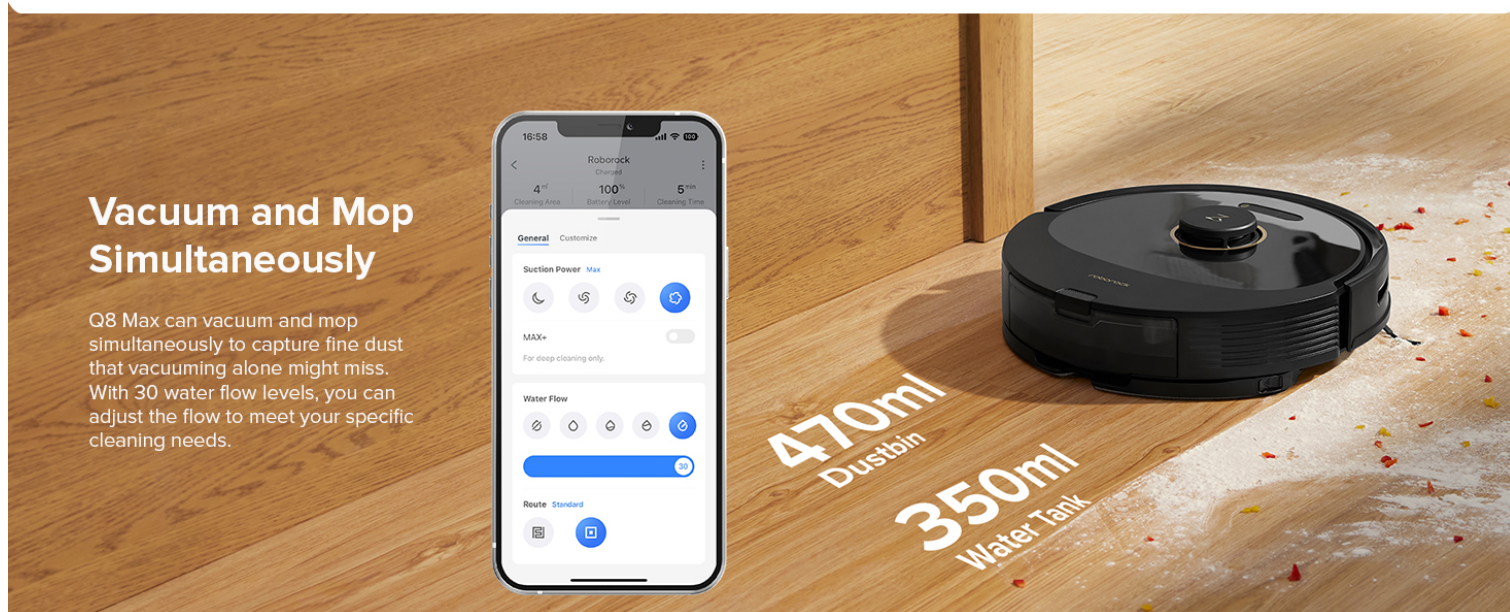 Vacuum and Mop
Simultaneously
Q8 Max can vacuum and mop
simultaneously to capture fine dust
that vacuuming alone might miss.
With 30 water flow levels, you can
adjust the flow to meet your specific
cleaning needs.
16:58
100
Roborock
Charged
4㎡ 100% 5min
Cleaning Area Battery Level Cleaning Time
General Customize
Suction Power Max
MAX+
For deep cleaning only.
Water Flow
30
Route Standard
roborock
470ml
Dustbin
350ml
Water Tank